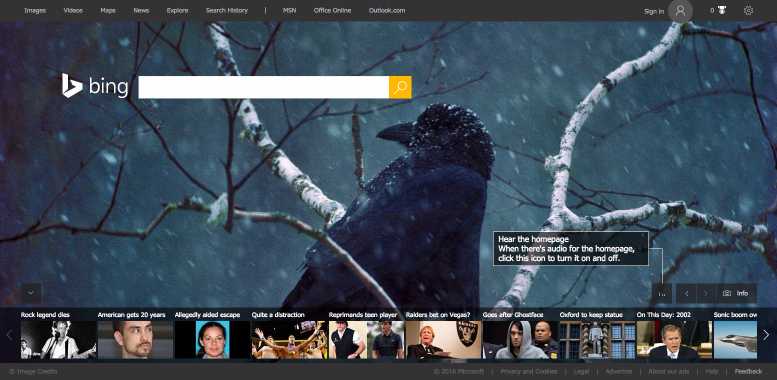 Images Videos Maps News Explore Search History | MSN Office Online Outlook.com Sign in 0
bing
Hear the homepage
When there's audio for the homepage,
click this icon to turn it on and off.
Info
Rock legend dies American gets 20 years Allegedly aided escape Quite a distraction Reprimands teen player Raiders bet on Vegas? Goes after Ghostface Oxford to keep statue On This Day: 2002 Sonic boom ov
© Image Credits © 2016 Microsoft | Privacy and Cookies | Legal | Advertise | About our ads | Help | Feedback